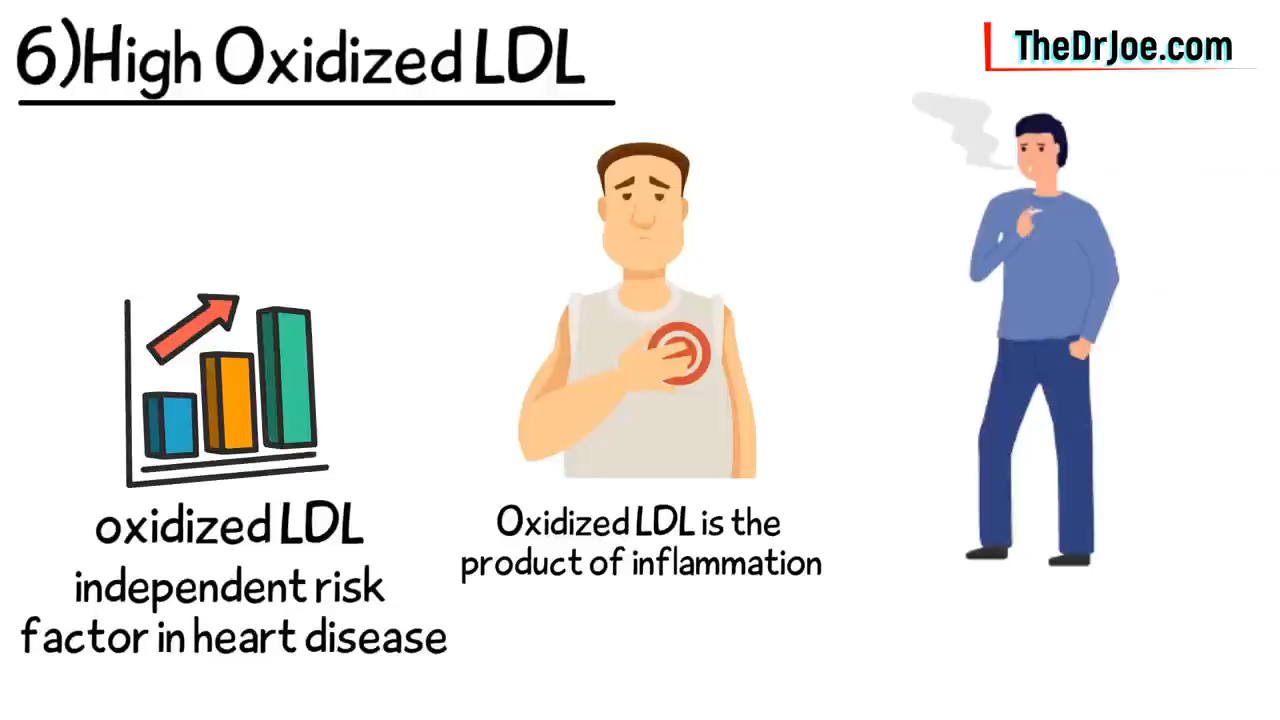 6)High Oxidized LDL
TheDrJoe.com
oxidized LDL
independent risk
factor in heart disease
Oxidized LDL is the
product of inflammation